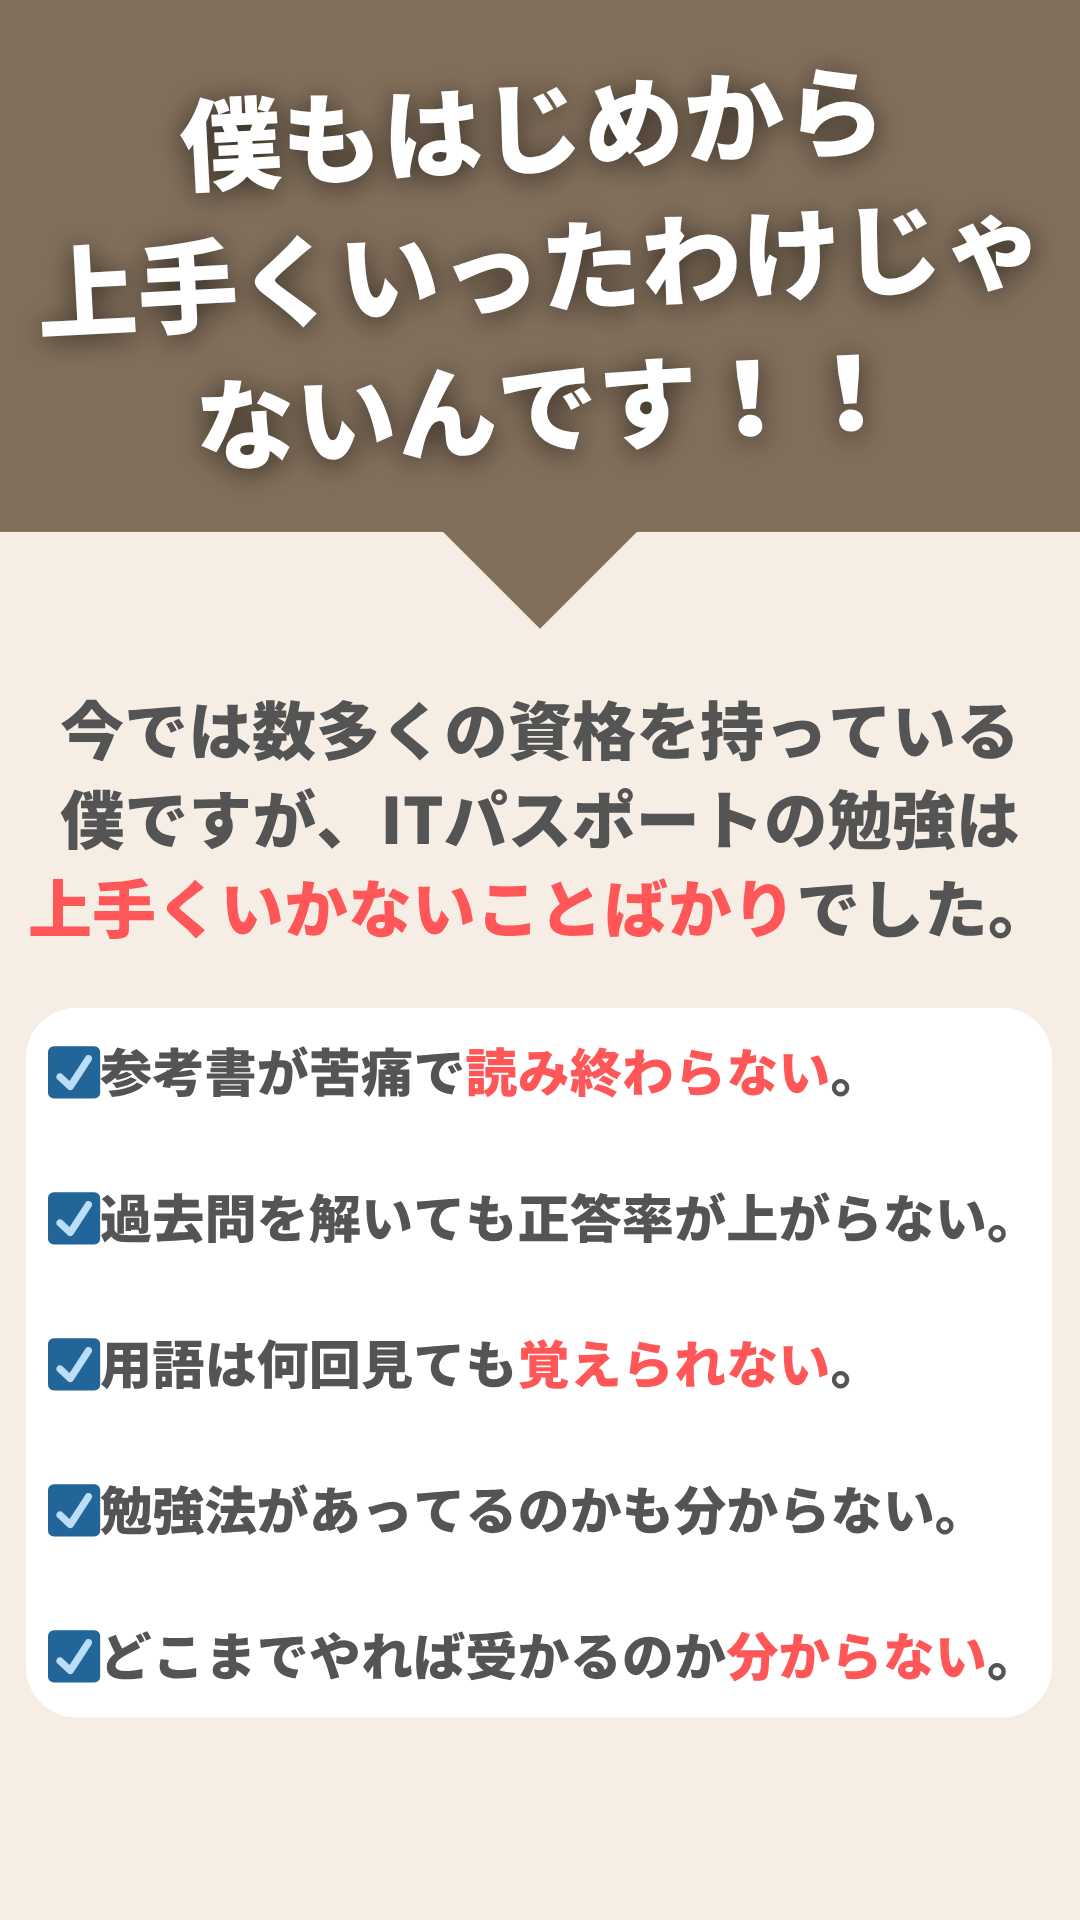 僕もはじめから
上手くいったわけじゃ
ないんです！！
今では数多くの資格を持っている
僕ですが、ITパスポートの勉強は
上手くいかないことばかりでした。
☑参考書が苦痛で読み終わらない。
☑過去問を解いても正答率が上がらない。
☑用語は何回見ても覚えられない。
☑勉強法があってるのかも分からない。
☑どこまでやれば受かるのか分からない。